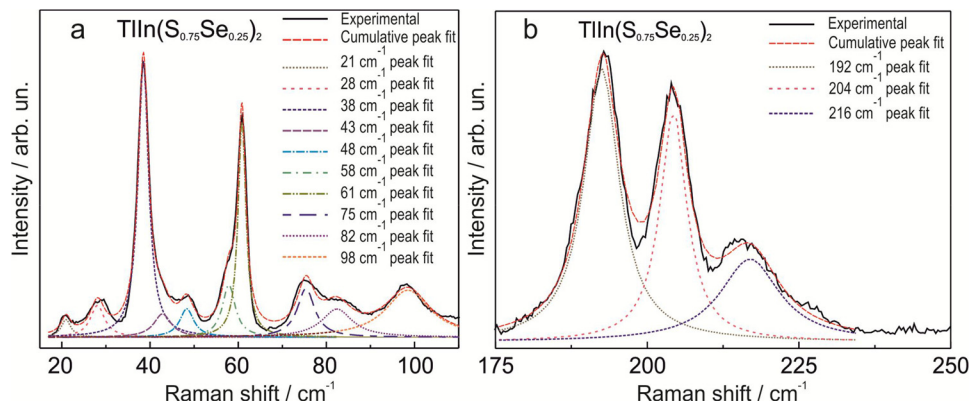 a
TlIn(S0.75Se0.25)2
Experimental
Cumulative peak fit
21 cm-1 peak fit
28 cm-1 peak fit
38 cm-1 peak fit
43 cm-1 peak fit
48 cm-1 peak fit
58 cm-1 peak fit
61 cm-1 peak fit
75 cm-1 peak fit
82 cm-1 peak fit
98 cm-1 peak fit
Intensity / arb. un.
20 40 60 80 100
Raman shift / cm-1
b
TlIn(S0.75Se0.25)2
Experimental
Cumulative peak fit
192 cm-1 peak fit
204 cm-1 peak fit
216 cm-1 peak fit
Intensity / arb. un.
175 200 225 250
Raman shift / cm-1